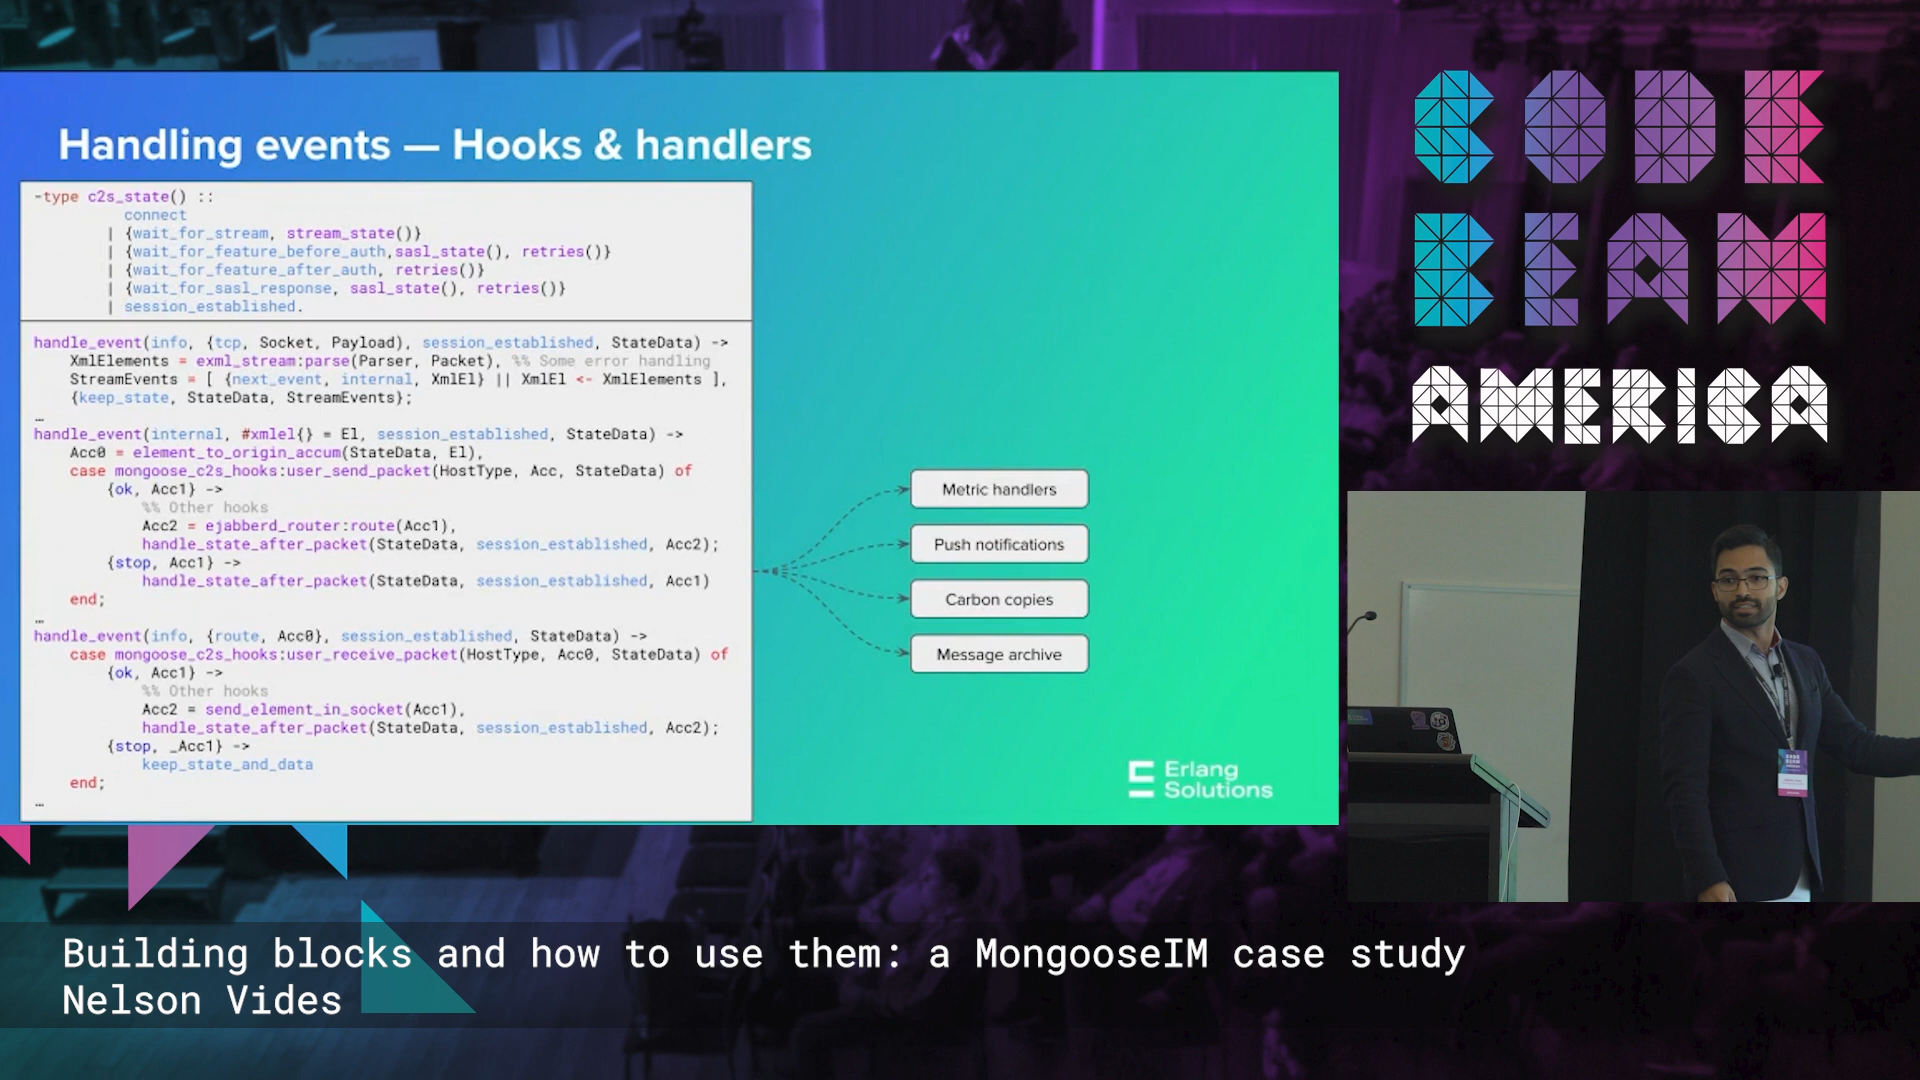 Handling events — Hooks & handlers
-type c2s_state() ::
connect
| {wait_for_stream, stream_state()}
| {wait_for_feature_before_auth,sasl_state(), retries()}
| {wait_for_feature_after_auth, retries()}
| {wait_for_sasl_response, sasl_state(), retries()}
| session_established.
handle_event(info, {tcp, Socket, Payload}, session_established, StateData) ->
XmlElements = exml_stream:parse(Parser, Packet), %% Some error handling
StreamEvents = [ {next_event, internal, XmlEl} || XmlEl <- XmlElements ],
{keep_state, StateData, StreamEvents};
…
handle_event(internal, #xmlel{} = El, session_established, StateData) ->
Acc0 = element_to_origin_accum(StateData, El),
case mongoose_c2s_hooks:user_send_packet(HostType, Acc, StateData) of
{ok, Acc1} ->
%% Other hooks
Acc2 = ejabberd_router:route(Acc1),
handle_state_after_packet(StateData, session_established, Acc2);
{stop, Acc1} ->
handle_state_after_packet(StateData, session_established, Acc1)
end;
…
handle_event(info, {route, Acc0}, session_established, StateData) ->
case mongoose_c2s_hooks:user_receive_packet(HostType, Acc0, StateData) of
{ok, Acc1} ->
%% Other hooks
Acc2 = send_element_in_socket(Acc1),
handle_state_after_packet(StateData, session_established, Acc2);
{stop, _Acc1} ->
keep_state_and_data
end;
…
Metric handlers
Push notifications
Carbon copies
Message archive
Erlang
Solutions
CODE
BEAM
AMERICA
Building blocks and how to use them: a MongooseIM case study
Nelson Vides